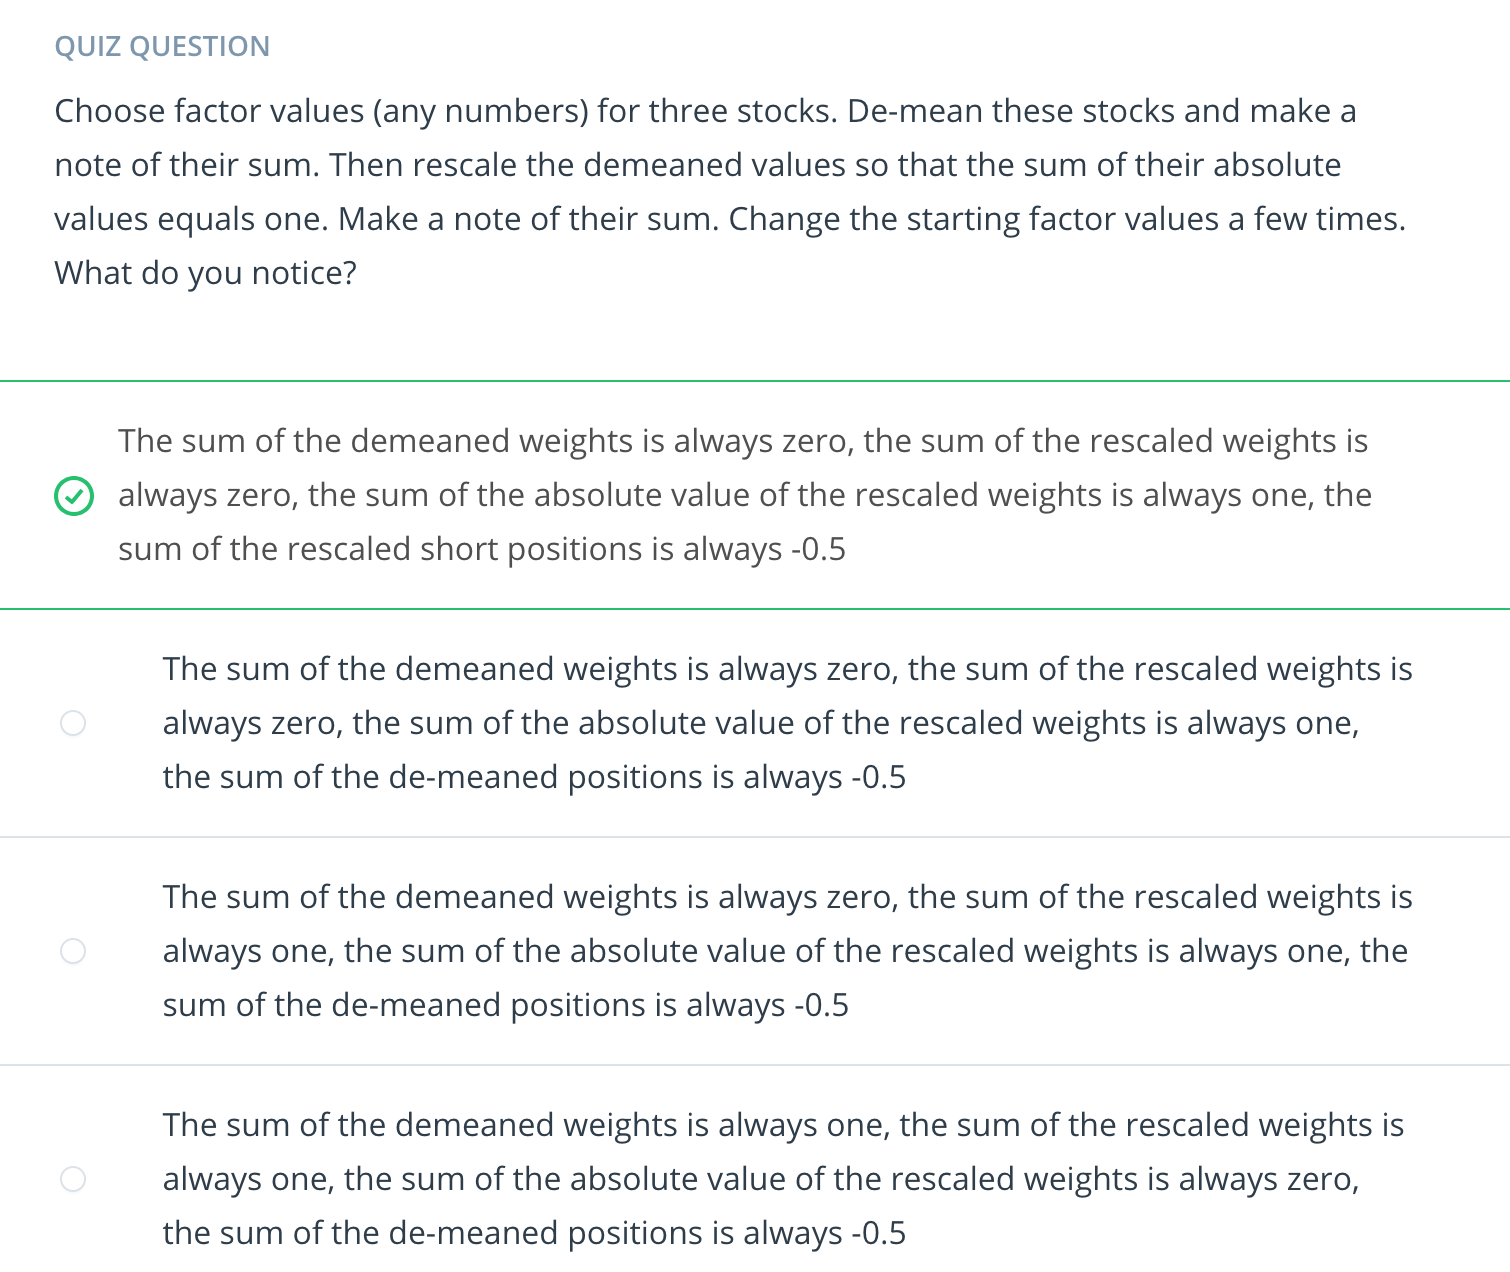 QUIZ QUESTION
Choose factor values (any numbers) for three stocks. De-mean these stocks and make a
note of their sum. Then rescale the demeaned values so that the sum of their absolute
values equals one. Make a note of their sum. Change the starting factor values a few times.
What do you notice?
The sum of the demeaned weights is always zero, the sum of the rescaled weights is
always zero, the sum of the absolute value of the rescaled weights is always one, the
sum of the rescaled short positions is always -0.5
The sum of the demeaned weights is always zero, the sum of the rescaled weights is
always zero, the sum of the absolute value of the rescaled weights is always one,
the sum of the de-meaned positions is always -0.5
The sum of the demeaned weights is always zero, the sum of the rescaled weights is
always one, the sum of the absolute value of the rescaled weights is always one, the
sum of the de-meaned positions is always -0.5
The sum of the demeaned weights is always one, the sum of the rescaled weights is
always one, the sum of the absolute value of the rescaled weights is always zero,
the sum of the de-meaned positions is always -0.5